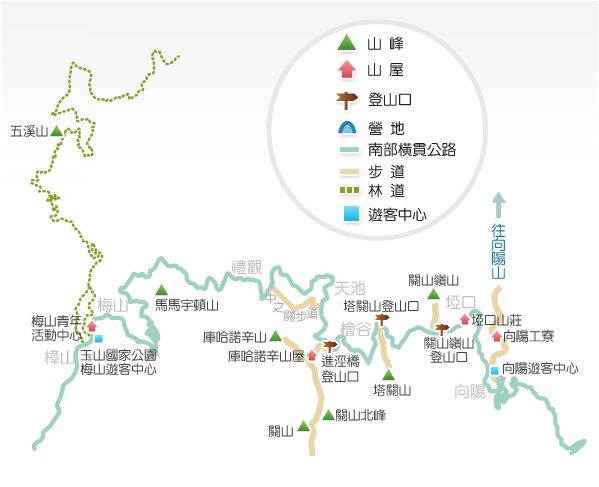 山 峰
山 屋
登山口
營 地
南部橫貫公路
步 道
林 道
遊客中心
五溪山
往向陽山
禮觀
天池
關山嶺山
馬馬宇頓山
中之關步道
塔關山登山口
埡口
梅山
梅山青年
活動中心
埡口山莊
庫哈諾辛山
檜谷
關山嶺山
登山口
向陽工寮
樟山
玉山國家公園
梅山遊客中心
庫哈諾辛山屋
進涇橋
登山口
向陽遊客中心
塔關山
向陽
關山北峰
關山